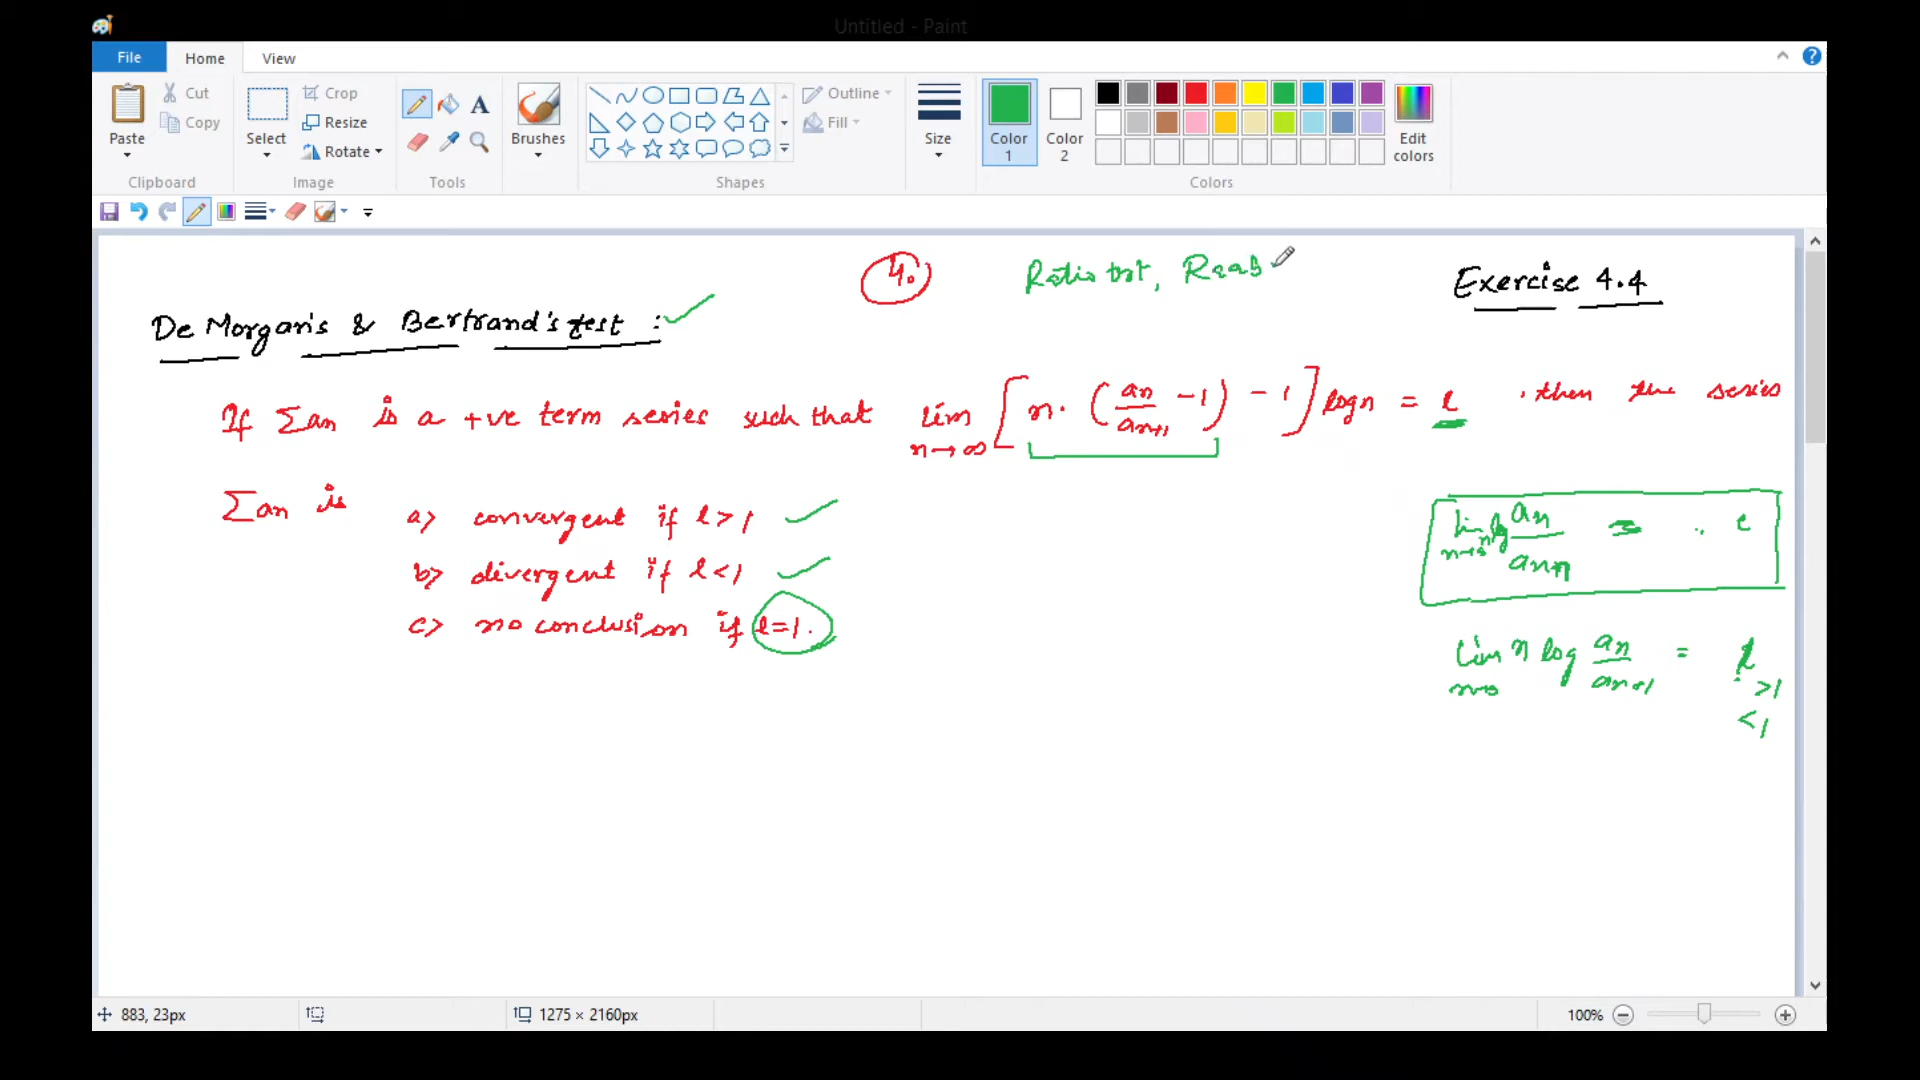 Untitled - Paint
File Home View
Paste Cut Copy Clipboard
Select Crop Resize Rotate Image
Tools
Brushes
Shapes
Outline Fill
Size
Color 1 Color 2 Edit colors Colors
4. Ratio test, Raab Exercise 4.4
De Morgan's & Bertrand's test :
If Σan is a +ve term series such that lim n→∞ [n·(an/an+1 -1) -1] log n = l , then the series
Σan is
a) convergent if l>1
b) divergent if l<1
c) no conclusion if l=1.
lim n log an/an+1 = l
>1
<1
883, 23px 1275 × 2160px 100%